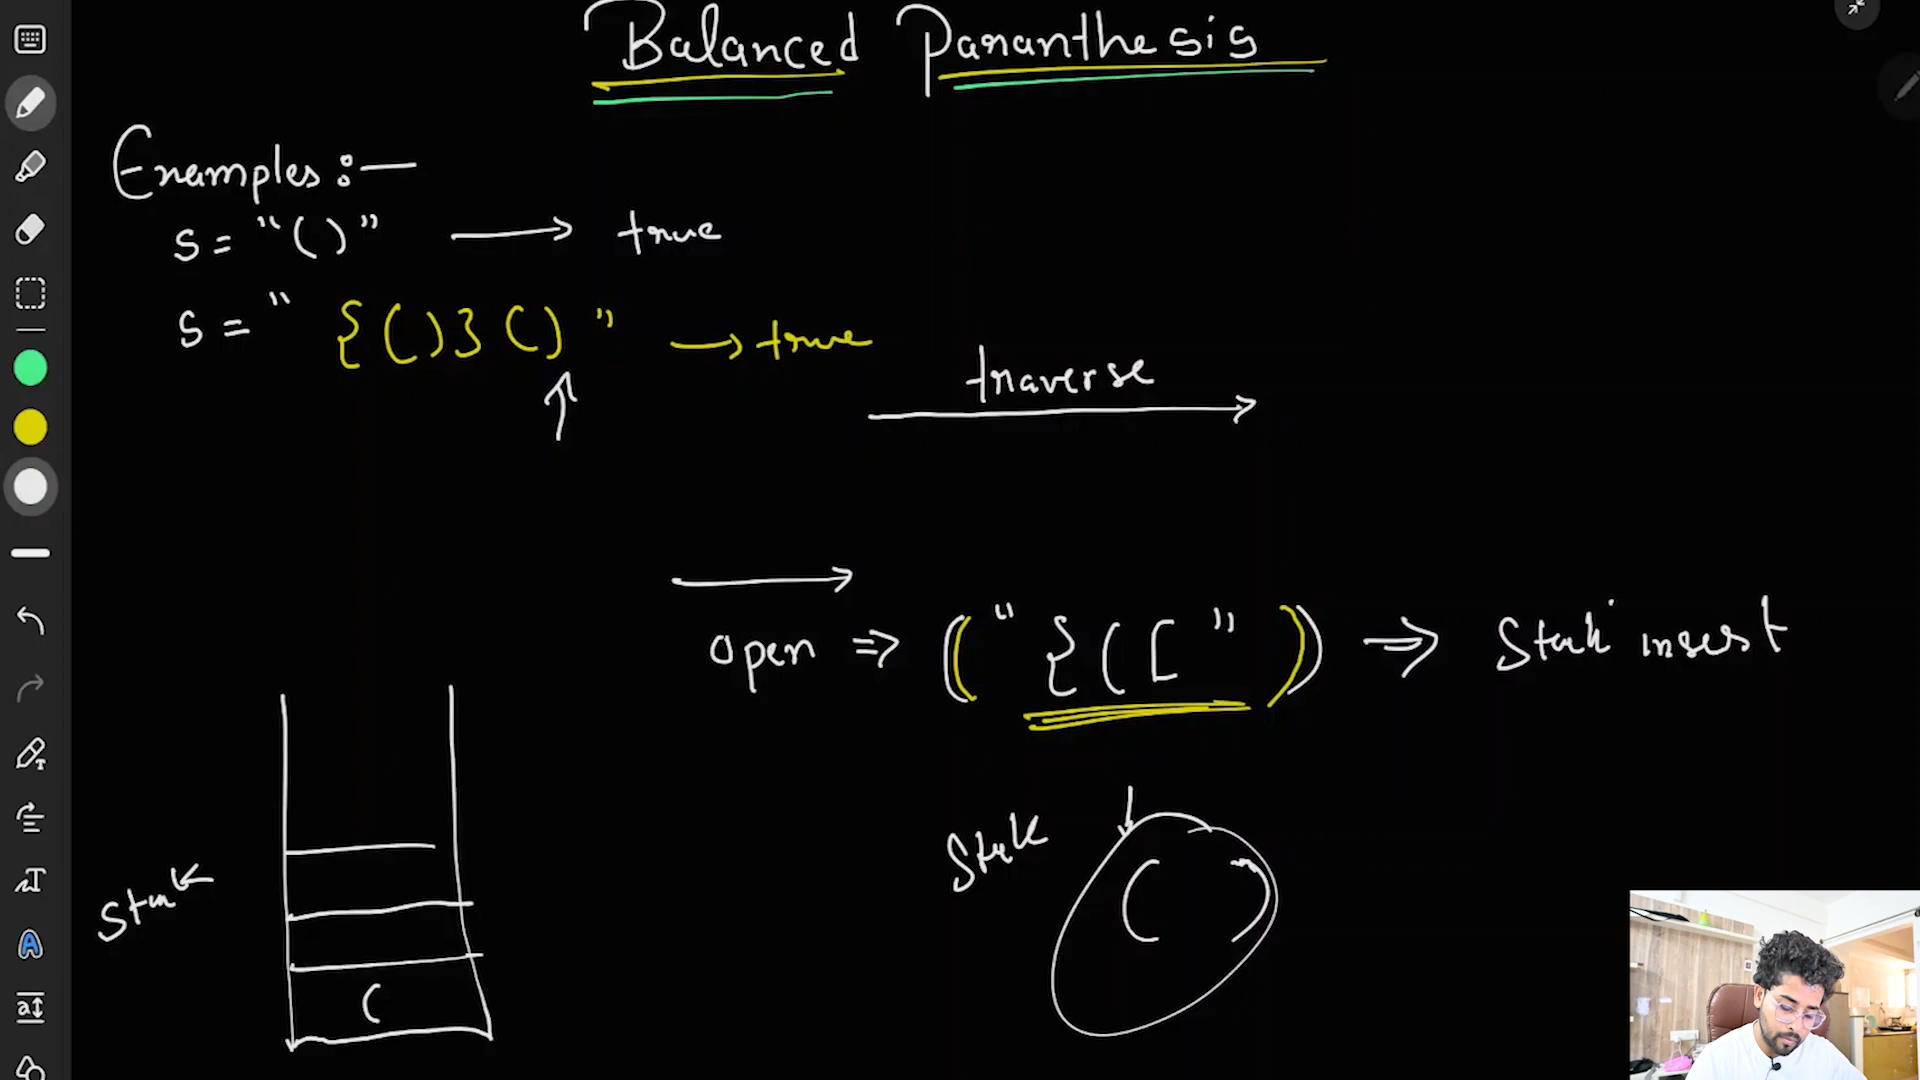 Balanced Paranthesis
Examples :—
S = "()" → true
S = " {()}() " → true
traverse
open ⇒ (" {([ ") ⇒ Stack insert
Stack
Stack
( )
(